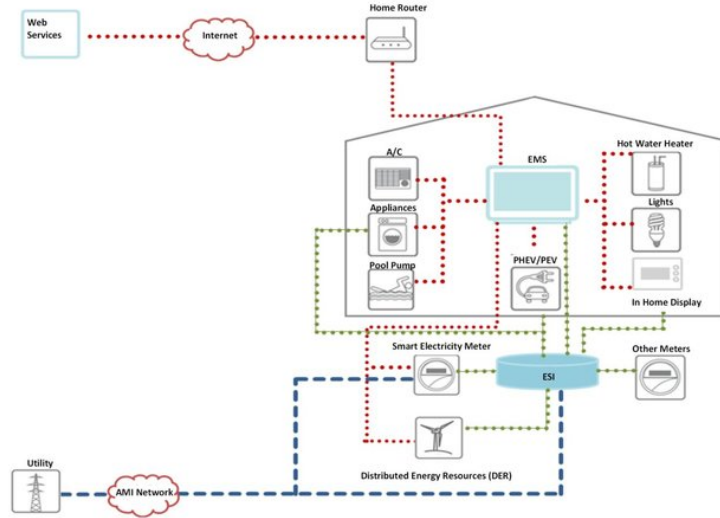 Home Router
Web
Services
Internet
A/C
EMS
Hot Water Heater
Appliances
Lights
Pool Pump
PHEV/PEV
In Home Display
Smart Electricity Meter
Other Meters
ESI
Utility
Distributed Energy Resources (DER)
AMI Network